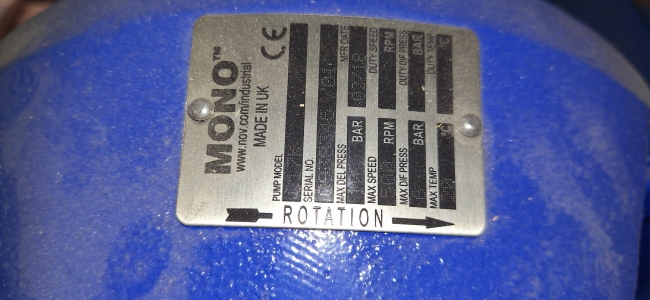 MONO™
www.nov.com/industrial
MADE IN UK CE
PUMP MODEL
SERIAL NO.
MAX DEL PRESS BAR MFR DATE
MAX SPEED RPM DUTY SPEED RPM
MAX DIF PRESS BAR DUTY DIF PRESS BAR
MAX TEMP °C DUTY TEMP °C
ROTATION